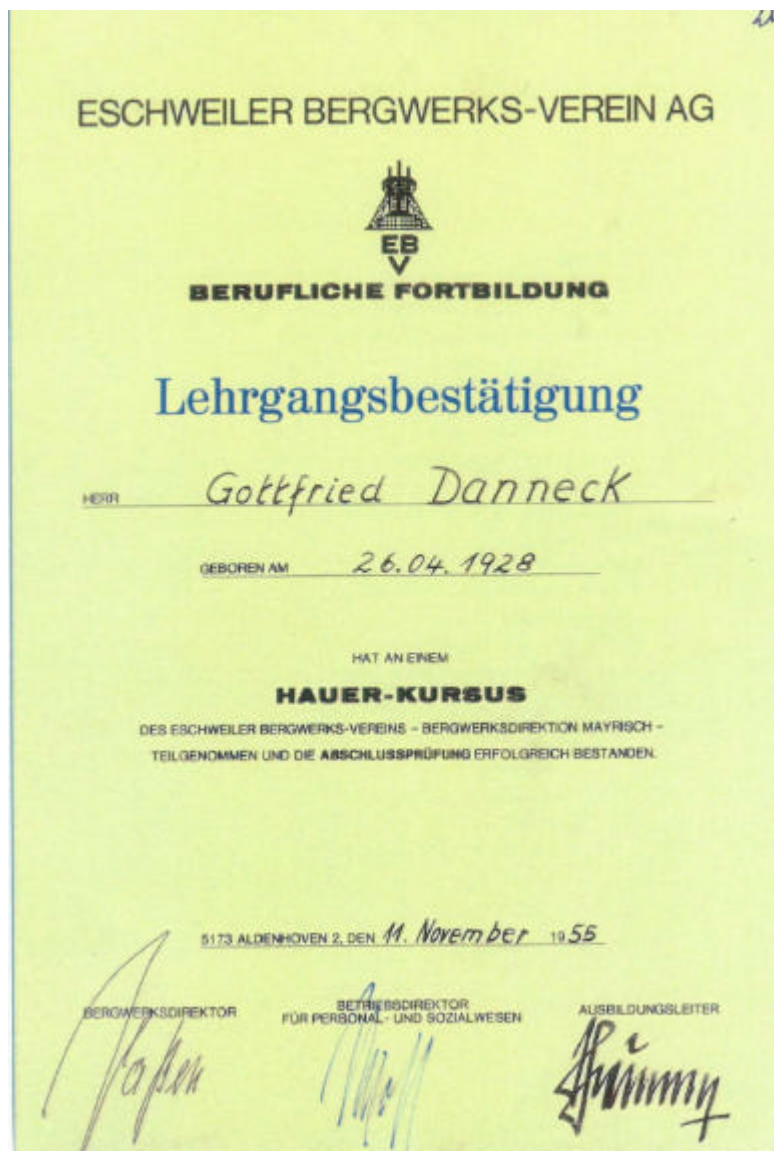 ESCHWEILER BERGWERKS-VEREIN AG
EB
V
BERUFLICHE FORTBILDUNG
Lehrgangsbestätigung
HERR Gottfried Danneck
GEBOREN AM 26.04.1928
HAT AN EINEM
HAUER-KURSUS
DES ESCHWEILER BERGWERKS-VEREINS – BERGWERKSDIREKTION MAYRISCH –
TEILGENOMMEN UND DIE ABSCHLUSSPRÜFUNG ERFOLGREICH BESTANDEN.
5173 ALDENHOVEN 2, DEN 11. November 1955
BERGWERKSDIREKTOR
BETRIEBSDIREKTOR
FÜR PERSONAL- UND SOZIALWESEN
AUSBILDUNGSLEITER